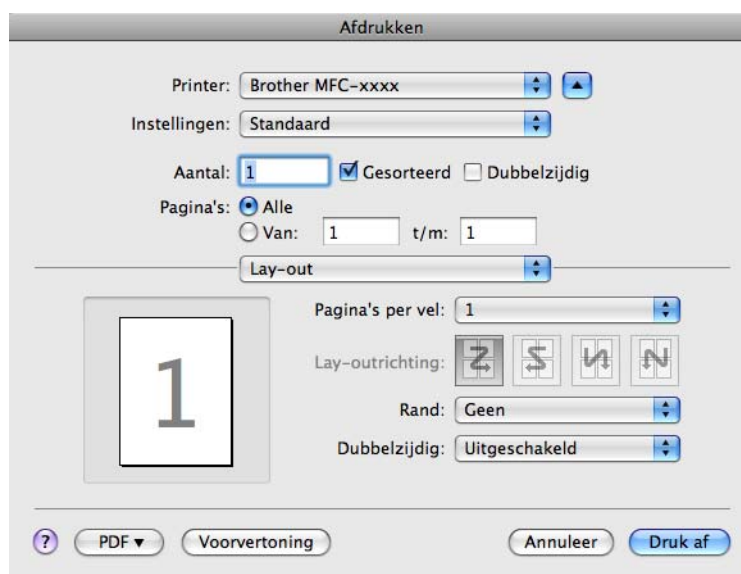 Afdrukken
Printer: Brother MFC-xxxx
Instellingen: Standaard
Aantal: 1 Gesorteerd Dubbelzijdig
Pagina's: Alle
Van: 1 t/m: 1
Lay-out
Pagina's per vel: 1
Lay-outrichting:
Rand: Geen
Dubbelzijdig: Uitgeschakeld
1
? PDF ▾ Voorvertoning Annuleer Druk af